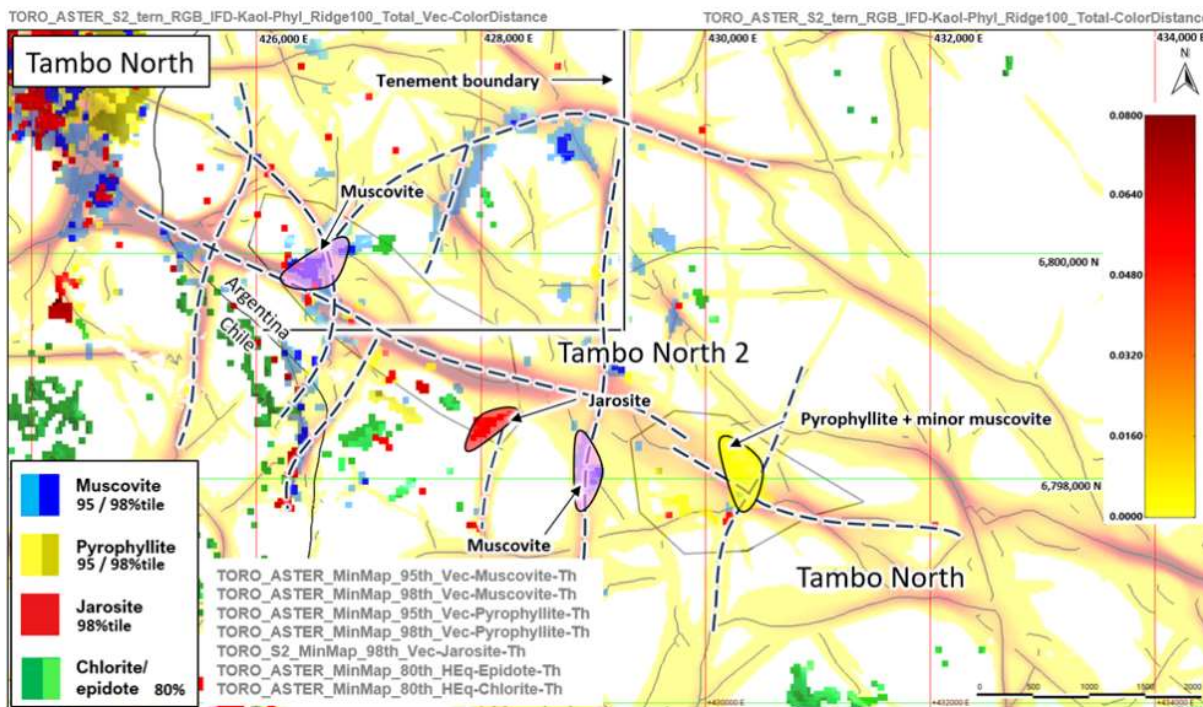 TORO_ASTER_S2_tern_RGB_IFD-Kaol-Phyl_Ridge100_Total_Vec-ColorDistance
TORO_ASTER_S2_tern_RGB_IFD-Kaol-Phyl_Ridge100_Total-ColorDistance
Tambo North
426,000 E
428,000 E
430,000 E
432,000 E
434,000 E
N
Tenement boundary
0.0800
0.0640
0.0480
0.0320
0.0160
0.0000
Muscovite
6,800,000 N
Argentina
Chile
Tambo North 2
Jarosite
Pyrophyllite + minor muscovite
6,798,000 N
Muscovite
Tambo North
Muscovite
95 / 98%tile
Pyrophyllite
95 / 98%tile
Jarosite
98%tile
Chlorite/
epidote 80%
TORO_ASTER_MinMap_95th_Vec-Muscovite-Th
TORO_ASTER_MinMap_98th_Vec-Muscovite-Th
TORO_ASTER_MinMap_95th_Vec-Pyrophyllite-Th
TORO_ASTER_MinMap_98th_Vec-Pyrophyllite-Th
TORO_S2_MinMap_98th_Vec-Jarosite-Th
TORO_ASTER_MinMap_80th_HEq-Epidote-Th
TORO_ASTER_MinMap_80th_HEq-Chlorite-Th
0 500 1000 1500 2000
+430000 E
+432000 E
+434000 E